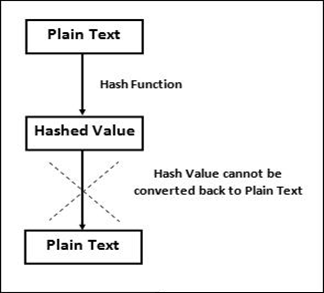 Plain Text
Hash Function
Hashed Value
Hash Value cannot be
converted back to Plain Text
Plain Text